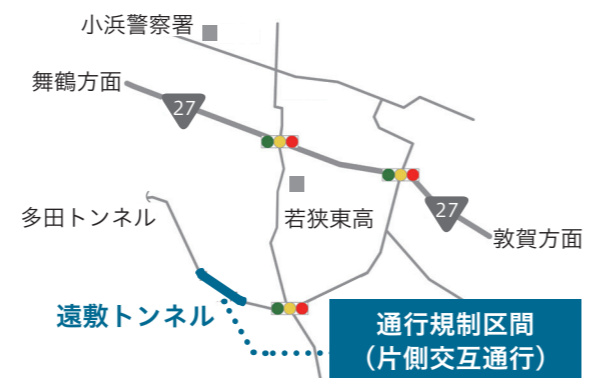 小浜警察署
舞鶴方面
27
多田トンネル
若狭東高
27
敦賀方面
遠敷トンネル
通行規制区間
（片側交互通行）